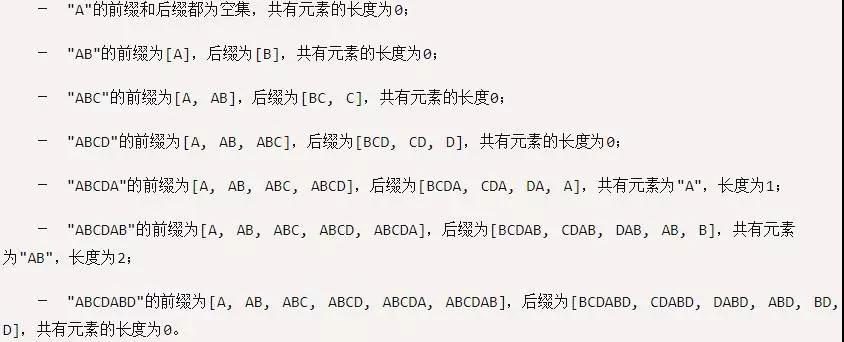 — "A"的前缀和后缀都为空集，共有元素的长度为0；
— "AB"的前缀为[A]，后缀为[B]，共有元素的长度为0；
— "ABC"的前缀为[A, AB]，后缀为[BC, C]，共有元素的长度0；
— "ABCD"的前缀为[A, AB, ABC]，后缀为[BCD, CD, D]，共有元素的长度为0；
— "ABCDA"的前缀为[A, AB, ABC, ABCD]，后缀为[BCDA, CDA, DA, A]，共有元素为"A"，长度为1；
— "ABCDAB"的前缀为[A, AB, ABC, ABCD, ABCDA]，后缀为[BCDAB, CDAB, DAB, AB, B]，共有元素
为"AB"，长度为2；
— "ABCDABD"的前缀为[A, AB, ABC, ABCD, ABCDA, ABCDAB]，后缀为[BCDABD, CDABD, DABD, ABD, BD,
D]，共有元素的长度为0。